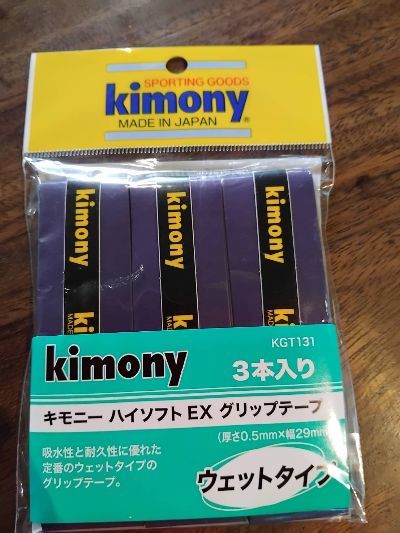 SPORTING GOODS
kimony®
MADE IN JAPAN
kimony
kimony
kimony
MADE
MADE
kimony
KGT131
3本入り
キモニー ハイソフト EX グリップテープ
(厚さ0.5mm×幅29mm)
吸水性と耐久性に優れた
定番のウェットタイプの
グリップテープ。
ウェットタイプ